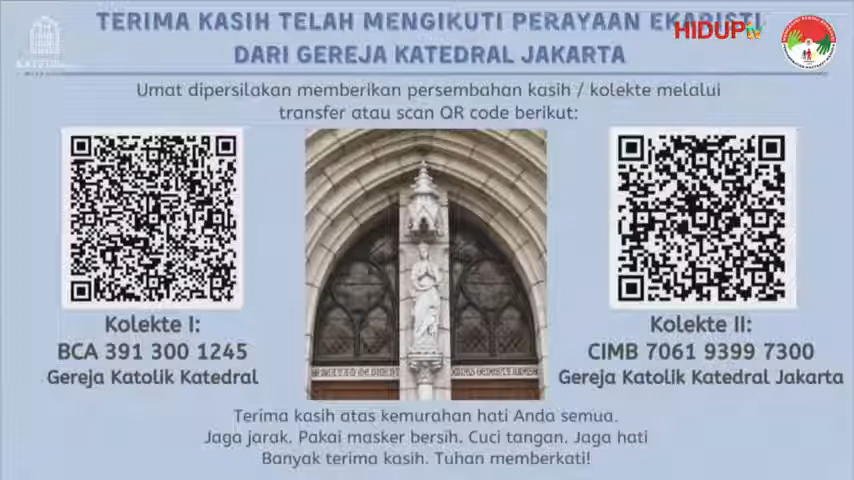 TERIMA KASIH TELAH MENGIKUTI PERAYAAN EKARISTI
DARI GEREJA KATEDRAL JAKARTA
HIDUPtv
Umat dipersilakan memberikan persembahan kasih / kolekte melalui
transfer atau scan QR code berikut:
Kolekte I:
BCA 391 300 1245
Gereja Katolik Katedral
Kolekte II:
CIMB 7061 9399 7300
Gereja Katolik Katedral Jakarta
Terima kasih atas kemurahan hati Anda semua.
Jaga jarak. Pakai masker bersih. Cuci tangan. Jaga hati
Banyak terima kasih. Tuhan memberkati!